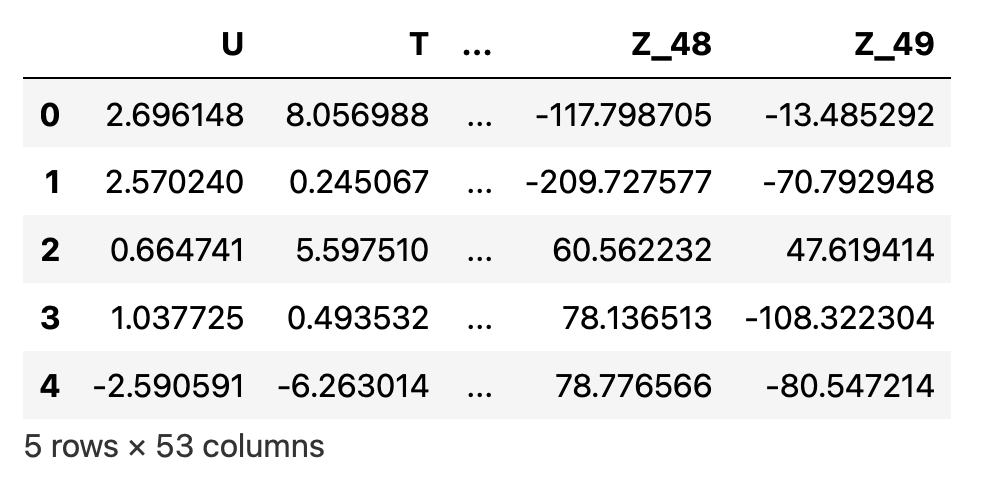 U T ... Z_48 Z_49
0 2.696148 8.056988 ... -117.798705 -13.485292
1 2.570240 0.245067 ... -209.727577 -70.792948
2 0.664741 5.597510 ... 60.562232 47.619414
3 1.037725 0.493532 ... 78.136513 -108.322304
4 -2.590591 -6.263014 ... 78.776566 -80.547214
5 rows × 53 columns